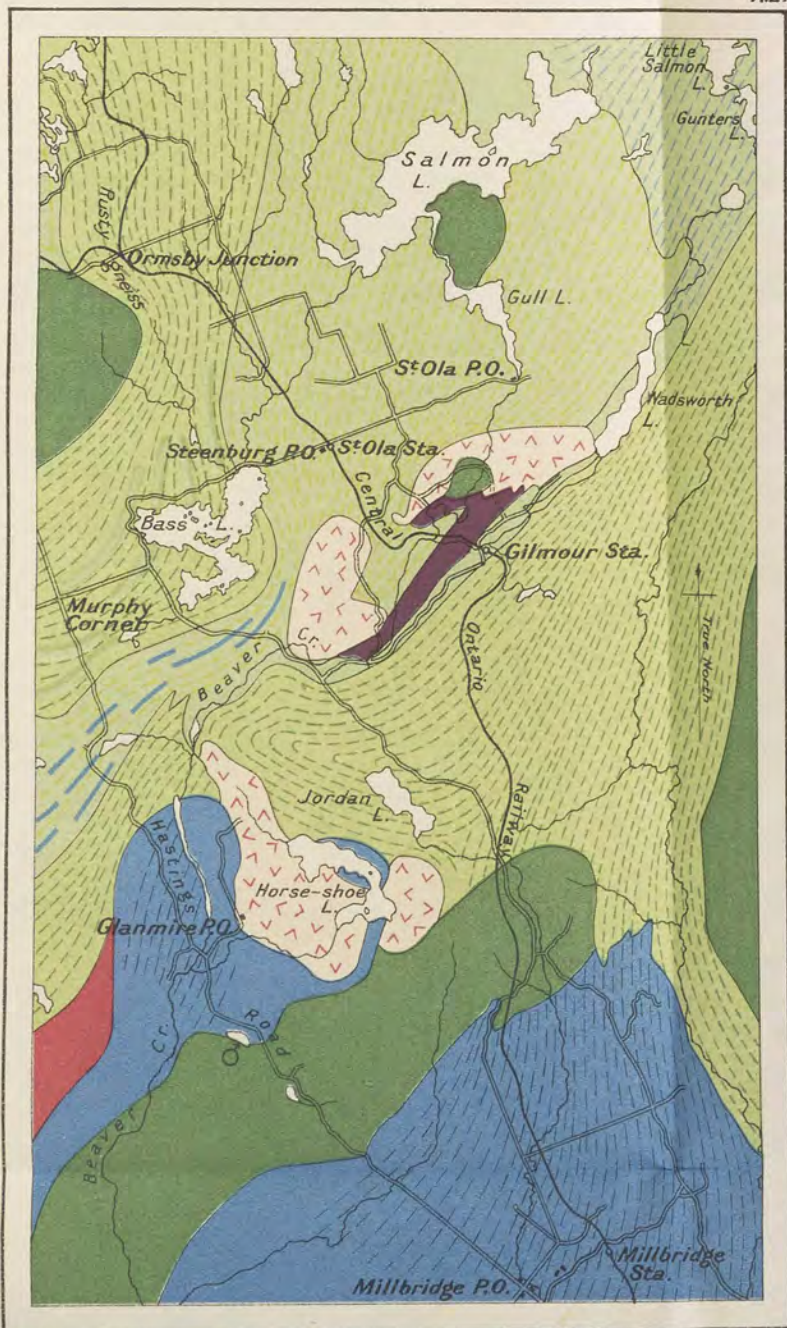 Little
Salmon
L.
Gunters
L.
Salmon
L.
Rusty gneiss
Ormsby Junction
Gull L.
St Ola P.O.
Wadsworth
L.
Steenburg P.O.
St Ola Sta.
Bass L.
Central Ontario Railway
Gilmour Sta.
Murphy
Corner
Beaver Cr.
True North
Jordan
L.
Hastings Road
Horse-shoe
L.
Glanmire P.O.
Beaver Cr.
Millbridge
Sta.
Millbridge P.O.